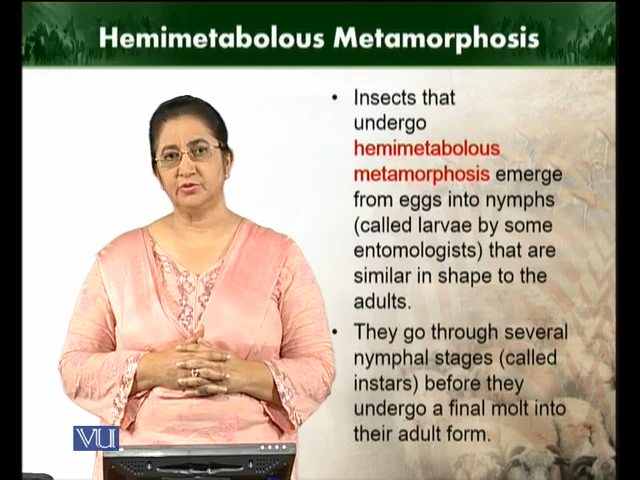 Hemimetabolous Metamorphosis
• Insects that
undergo
hemimetabolous
metamorphosis emerge
from eggs into nymphs
(called larvae by some
entomologists) that are
similar in shape to the
adults.
• They go through several
nymphal stages (called
instars) before they
undergo a final molt into
their adult form.
VU